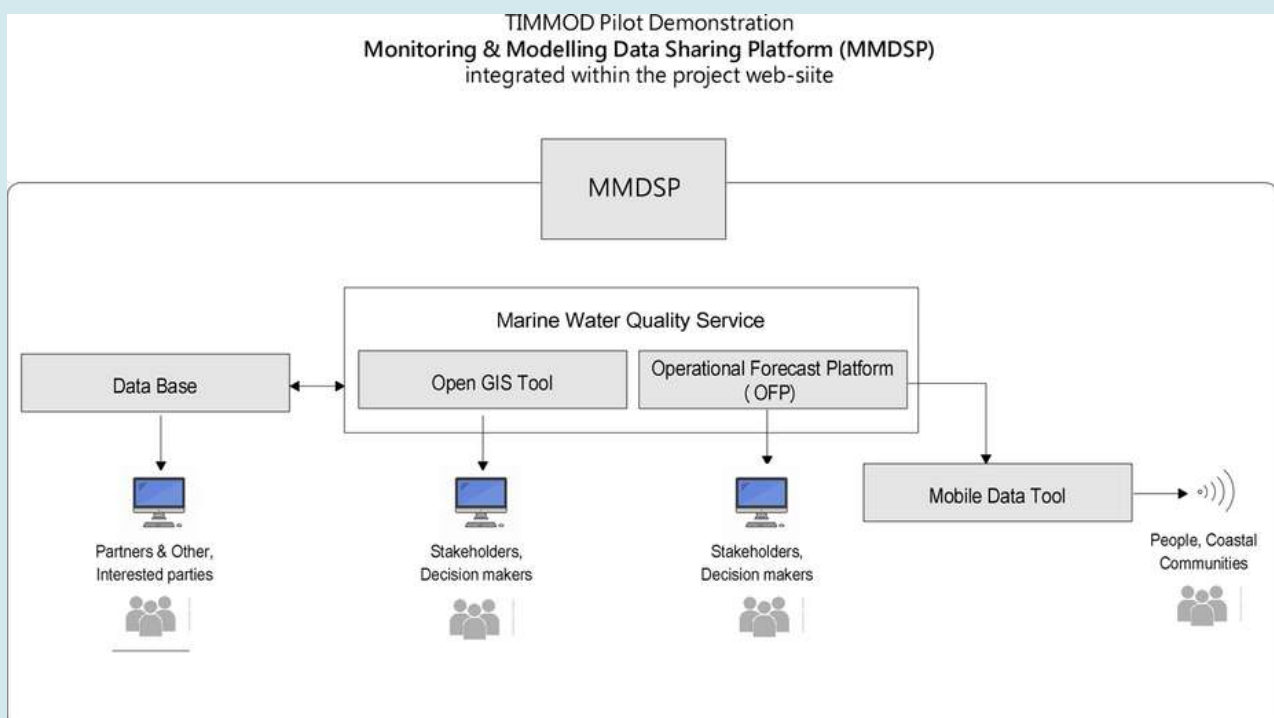 TIMMOD Pilot Demonstration
Monitoring & Modelling Data Sharing Platform (MMDSP)
integrated within the project web-siite
MMDSP
Marine Water Quality Service
Data Base
Open GIS Tool
Operational Forecast Platform
( OFP)
Mobile Data Tool
Partners & Other,
Interested parties
Stakeholders,
Decision makers
Stakeholders,
Decision makers
People, Coastal
Communities